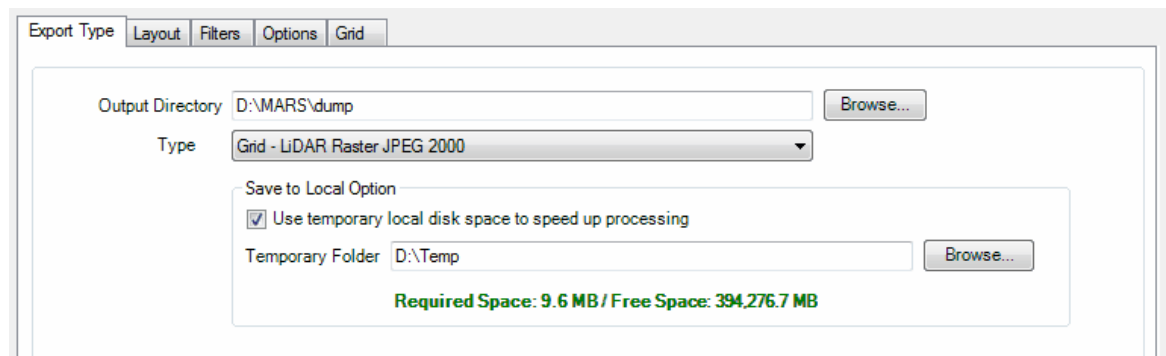 Export Type Layout Filters Options Grid
Output Directory D:\MARS\dump Browse...
Type Grid - LiDAR Raster JPEG 2000
Save to Local Option
Use temporary local disk space to speed up processing
Temporary Folder D:\Temp Browse...
Required Space: 9.6 MB / Free Space: 394,276.7 MB